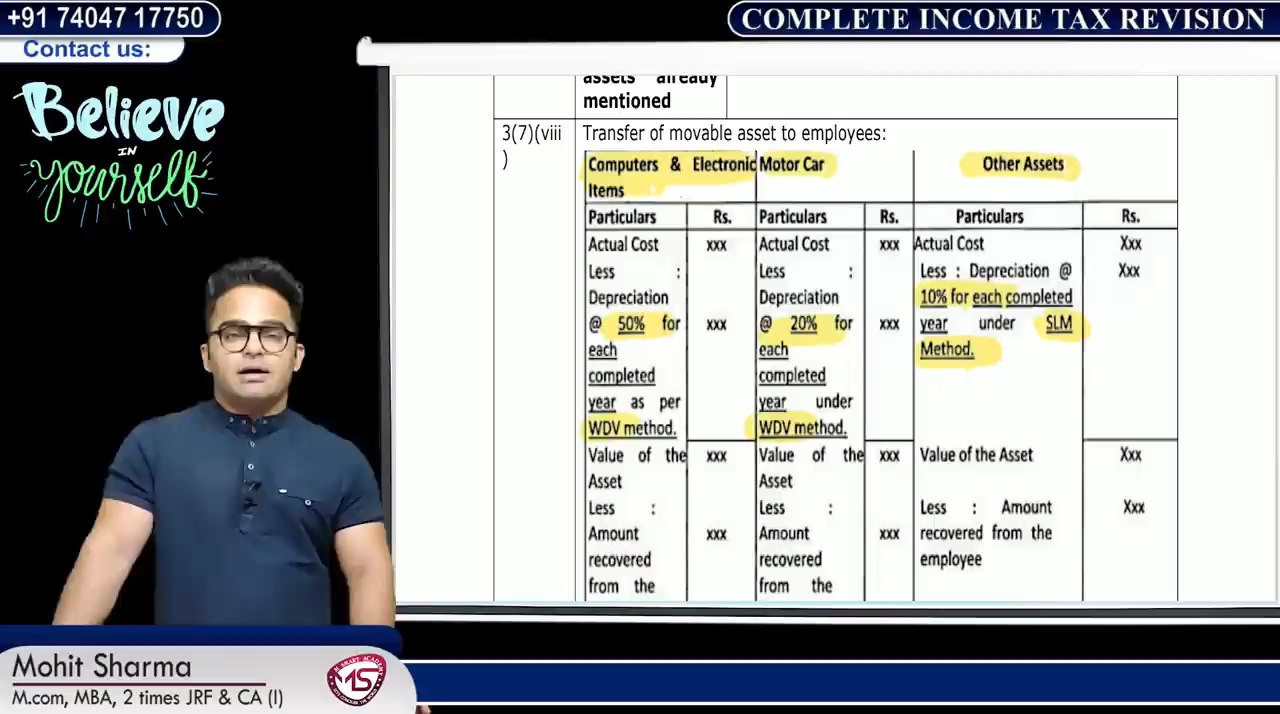 +91 74047 17750
Contact us:
COMPLETE INCOME TAX REVISION
Believe
IN
yourself
assets already
mentioned
3(7)(viii
)
Transfer of movable asset to employees:
Computers & Electronic
Items
Motor Car
Other Assets
Particulars Rs. Particulars Rs. Particulars Rs.
Actual Cost xxx Actual Cost xxx Actual Cost Xxx
Less : Less : Less : Depreciation @ Xxx
Depreciation Depreciation 10% for each completed
@ 50% for xxx @ 20% for xxx year under SLM
each each Method.
completed completed
year as per year under
WDV method. WDV method.
Value of the xxx Value of the xxx Value of the Asset Xxx
Asset Asset
Less : Less : Less : Amount Xxx
Amount xxx Amount xxx recovered from the
recovered recovered employee
from the from the
Mohit Sharma
M.com, MBA, 2 times JRF & CA (I)
M SMART ACADEMY
MS